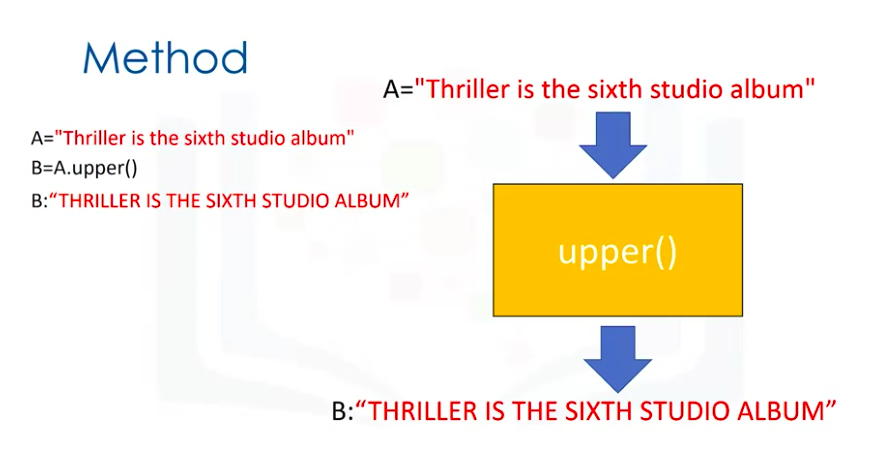 Method
A="Thriller is the sixth studio album"
B=A.upper()
B:“THRILLER IS THE SIXTH STUDIO ALBUM”
A="Thriller is the sixth studio album"
upper()
B:“THRILLER IS THE SIXTH STUDIO ALBUM”